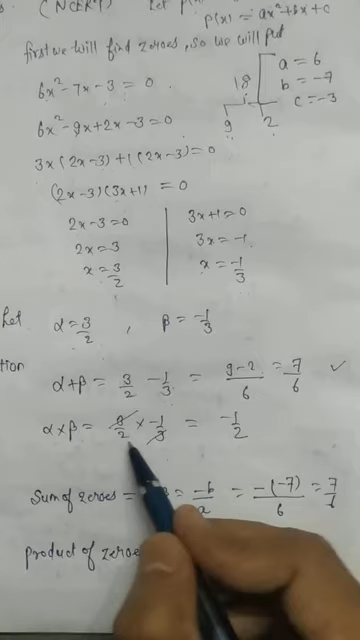 (NCERT) Let
p(x) = ax²+bx+c
first we will find zeroes, so we will put
6x²-7x-3=0
a=6
b=-7
c=-3
18
9 2
6x²-9x+2x-3=0
3x(2x-3)+1(2x-3)=0
(2x-3)(3x+1)=0
2x-3=0 3x+1=0
2x=3 3x=-1
x=3/2 x=-1/3
Let α=3/2, β=-1/3
α+β = 3/2 - 1/3 = 9-2/6 = 7/6 ✓
α×β = 3/2 × -1/3 = -1/2
Sum of zeroes = = -b/a = -(-7)/6 = 7/6
product of zeroe